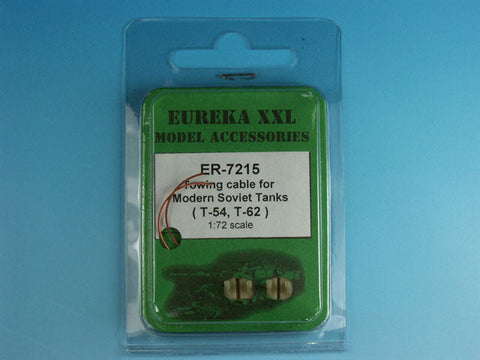 EUREKA XXL
MODEL ACCESSORIES
ER-7215
Towing cable for
Modern Soviet Tanks
( T-54, T-62 )
1:72 scale